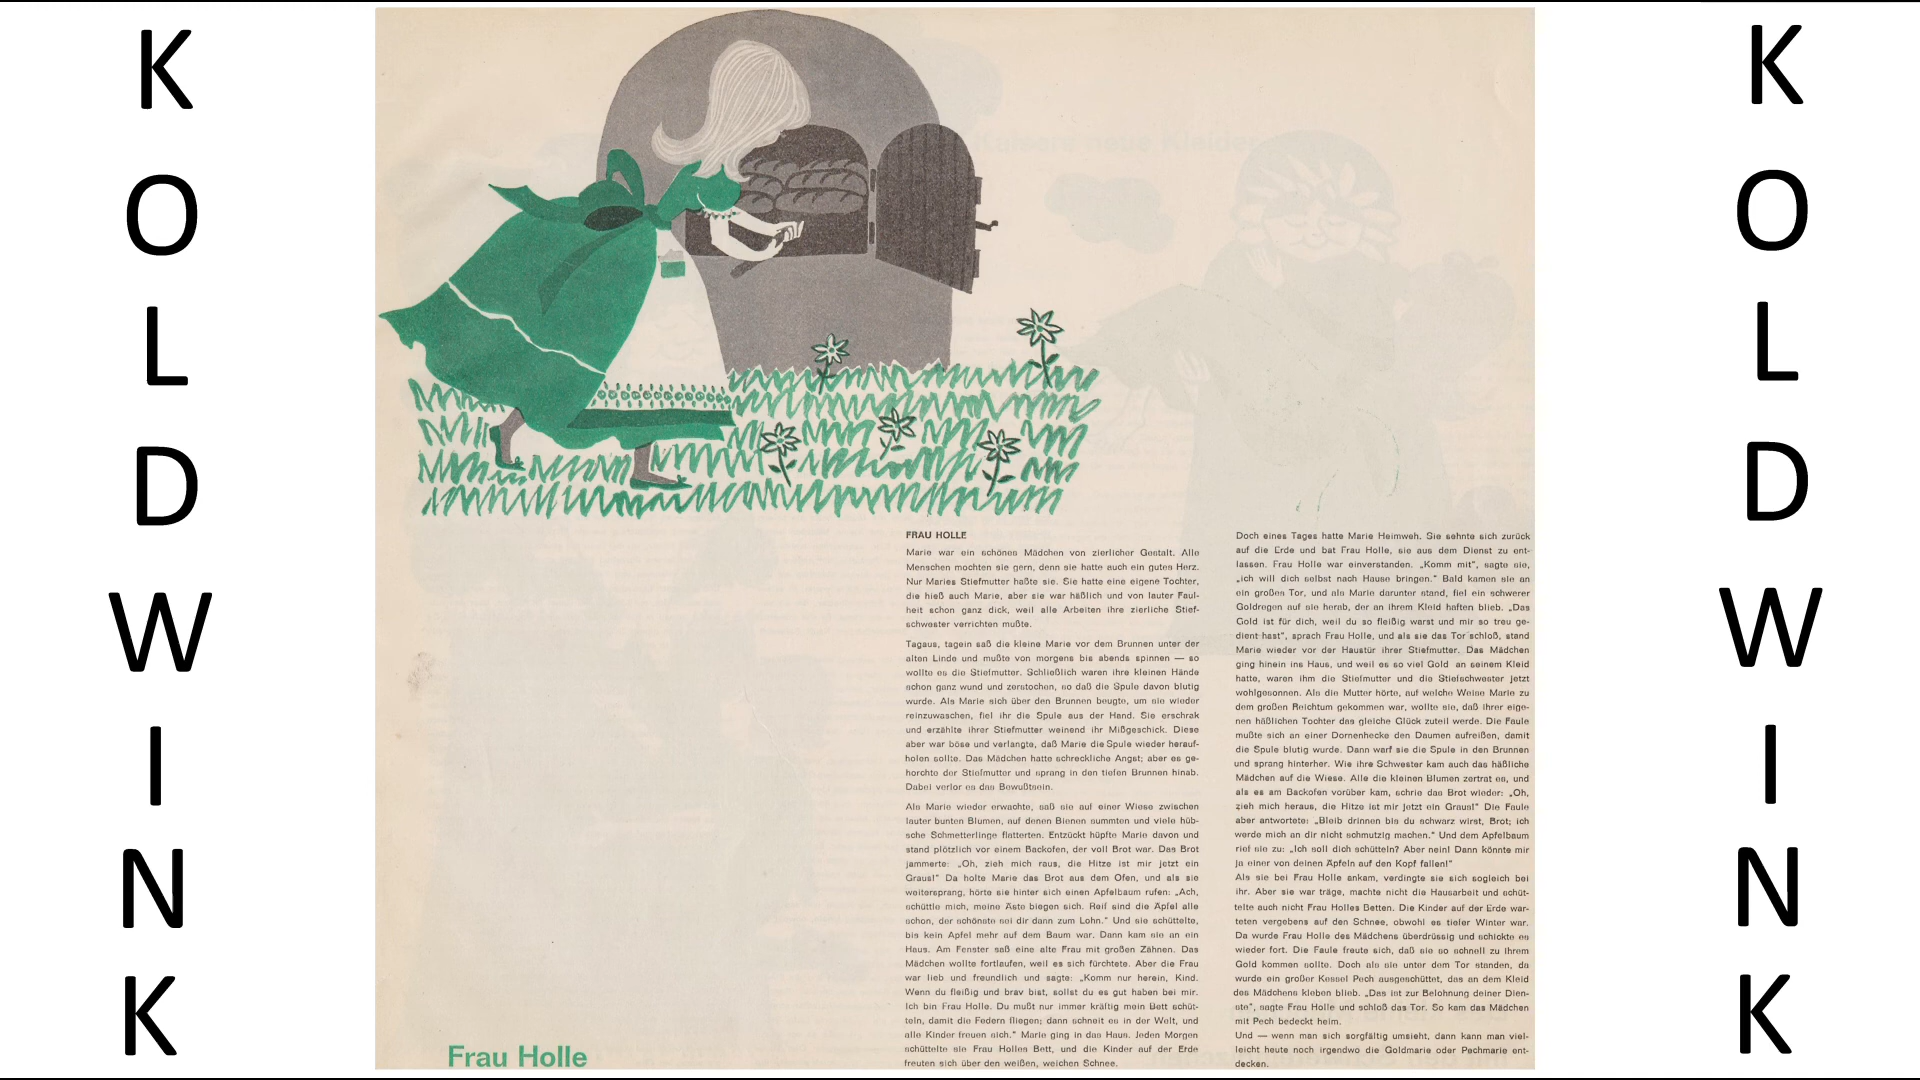 K
O
L
D
W
I
N
K
Frau Holle
FRAU HOLLE
Marie war ein schönes Mädchen von zierlicher Gestalt. Alle
Menschen mochten sie gern, denn sie hatte auch ein gutes Herz.
Nur Maries Stiefmutter haßte sie. Sie hatte eine eigene Tochter,
die hieß auch Marie, aber sie war häßlich und von lauter Faul-
heit schon ganz dick, weil alle Arbeiten ihre zierliche Stief-
schwester verrichten mußte.
Tagaus, tagein saß die kleine Marie vor dem Brunnen unter der
alten Linde und mußte von morgens bis abends spinnen — so
wollte es die Stiefmutter. Schließlich waren ihre kleinen Hände
schon ganz wund und zerstochen, so daß die Spule davon blutig
wurde. Als Marie sich über den Brunnen beugte, um sie wieder
reinzuwaschen, fiel ihr die Spule aus der Hand. Sie erschrak
und erzählte ihrer Stiefmutter weinend ihr Mißgeschick. Diese
aber war böse und verlangte, daß Marie die Spule wieder herauf-
holen sollte. Das Mädchen hatte schreckliche Angst; aber es ge-
horchte der Stiefmutter und sprang in den tiefen Brunnen hinab.
Dabei verlor es das Bewußtsein.
Als Marie wieder erwachte, saß sie auf einer Wiese zwischen
lauter bunten Blumen, auf denen Bienen summten und viele hüb-
sche Schmetterlinge flatterten. Entzückt hüpfte Marie davon und
stand plötzlich vor einem Backofen, der voll Brot war. Das Brot
jammerte: „Oh, zieh mich raus, die Hitze ist mir jetzt ein
Graus!" Da holte Marie das Brot aus dem Ofen, und als sie
weitersprang, hörte sie hinter sich einen Apfelbaum rufen: „Ach,
schüttle mich, meine Äste biegen sich. Reif sind die Äpfel alle
schon, der schönste sei dir dann zum Lohn." Und sie schüttelte,
bis kein Apfel mehr auf dem Baum war. Dann kam sie an ein
Haus. Am Fenster saß eine alte Frau mit großen Zähnen. Das
Mädchen wollte fortlaufen, weil es sich fürchtete. Aber die Frau
war lieb und freundlich und sagte: „Komm nur herein, Kind.
Wenn du fleißig und brav bist, sollst du es gut haben bei mir.
Ich bin Frau Holle. Du mußt nur immer kräftig mein Bett schüt-
teln, damit die Federn fliegen; dann schneit es in der Welt, und
alle Kinder freuen sich." Marie ging in das Haus. Jeden Morgen
schüttelte sie Frau Hollen Bett, und die Kinder auf der Erde
freuten sich über den weißen, weichen Schnee.
Doch eines Tages hatte Marie Heimweh. Sie sehnte sich zurück
auf die Erde und bat Frau Holle, sie aus dem Dienst zu ent-
lassen. Frau Holle war einverstanden. „Komm mit", sagte sie,
„ich will dich selbst nach Hause bringen." Bald kamen sie an
ein großes Tor, und als Marie darunter stand, fiel ein schwerer
Goldregen auf sie herab, der an ihrem Kleid haften blieb. „Das
Gold ist für dich, weil du so fleißig warst und mir so treu ge-
dient hast", sprach Frau Holle, und als sie das Tor schloß, stand
Marie wieder vor der Haustür ihrer Stiefmutter. Das Mädchen
ging hinein ins Haus, und weil es so viel Gold an seinem Kleid
hatte, waren ihm die Stiefmutter und die Stiefschwester jetzt
wohlgesonnen. Als die Mutter hörte, auf welche Weise Marie zu
dem großen Reichtum gekommen war, wollte sie, daß ihrer eige-
nen häßlichen Tochter das gleiche Glück zuteil werde. Die Faule
mußte sich an einer Dornenhecke den Daumen aufreißen, damit
die Spule blutig wurde. Dann warf sie die Spule in den Brunnen
und sprang hinterher. Wie ihre Schwester kam auch das häßliche
Mädchen auf die Wiese. Alle die kleinen Blumen zertrat es, und
als es am Backofen vorüber kam, schrie das Brot wieder: „Oh,
zieh mich heraus, die Hitze ist mir jetzt ein Graus!" Die Faule
aber antwortete: „Bleib drinnen bis du schwarz wirst, Brot; ich
werde mich an dir nicht schmutzig machen." Und dem Apfelbaum
rief sie zu: „Ich soll dich schütteln? Aber nein! Dann könnte mir
ja einer von deinen Äpfeln auf den Kopf fallen!"
Als sie bei Frau Holle ankam, verdingte sie sich sogleich bei
ihr. Aber sie war träge, machte nicht die Hausarbeit und schüt-
telte auch nicht Frau Holles Betten. Die Kinder auf der Erde war-
teten vergebens auf den Schnee, obwohl es tiefer Winter war.
Da wurde Frau Holle des Mädchens überdrüssig und schickte es
wieder fort. Die Faule freute sich, daß sie so schnell zu ihrem
Gold kommen sollte. Doch als sie unter dem Tor standen, da
wurde ein großer Kessel Pech ausgeschüttet, das an dem Kleid
des Mädchens kleben blieb. „Das ist zur Belohnung deiner Dien-
ste", sagte Frau Holle und schloß das Tor. So kam das Mädchen
mit Pech bedeckt heim.
Und — wenn man sich sorgfältig umsieht, dann kann man viel-
leicht heute noch irgendwo die Goldmarie oder Pechmarie ent-
decken.
K
O
L
D
W
I
N
K